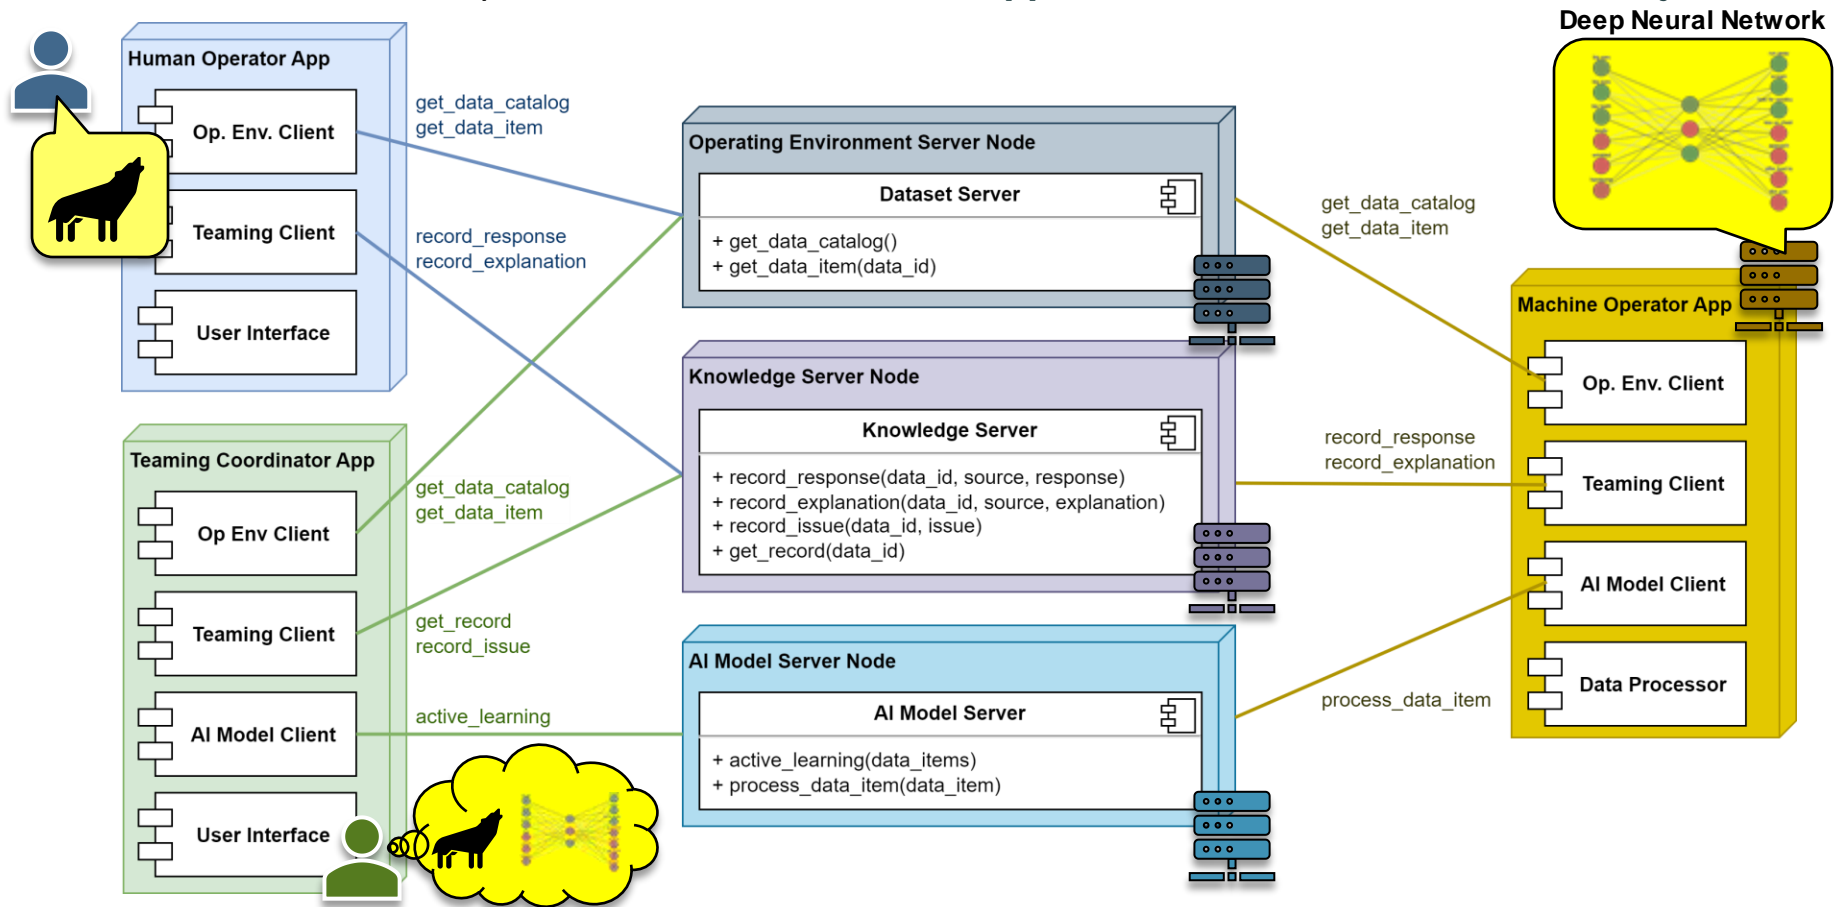 Deep Neural Network
Human Operator App
Op. Env. Client
Teaming Client
User Interface
get_data_catalog
get_data_item
record_response
record_explanation
Teaming Coordinator App
Op Env Client
Teaming Client
AI Model Client
User Interface
get_data_catalog
get_data_item
get_record
record_issue
active_learning
Operating Environment Server Node
Dataset Server
+ get_data_catalog()
+ get_data_item(data_id)
Knowledge Server Node
Knowledge Server
+ record_response(data_id, source, response)
+ record_explanation(data_id, source, explanation)
+ record_issue(data_id, issue)
+ get_record(data_id)
AI Model Server Node
AI Model Server
+ active_learning(data_items)
+ process_data_item(data_item)
get_data_catalog
get_data_item
record_response
record_explanation
process_data_item
Machine Operator App
Op. Env. Client
Teaming Client
AI Model Client
Data Processor